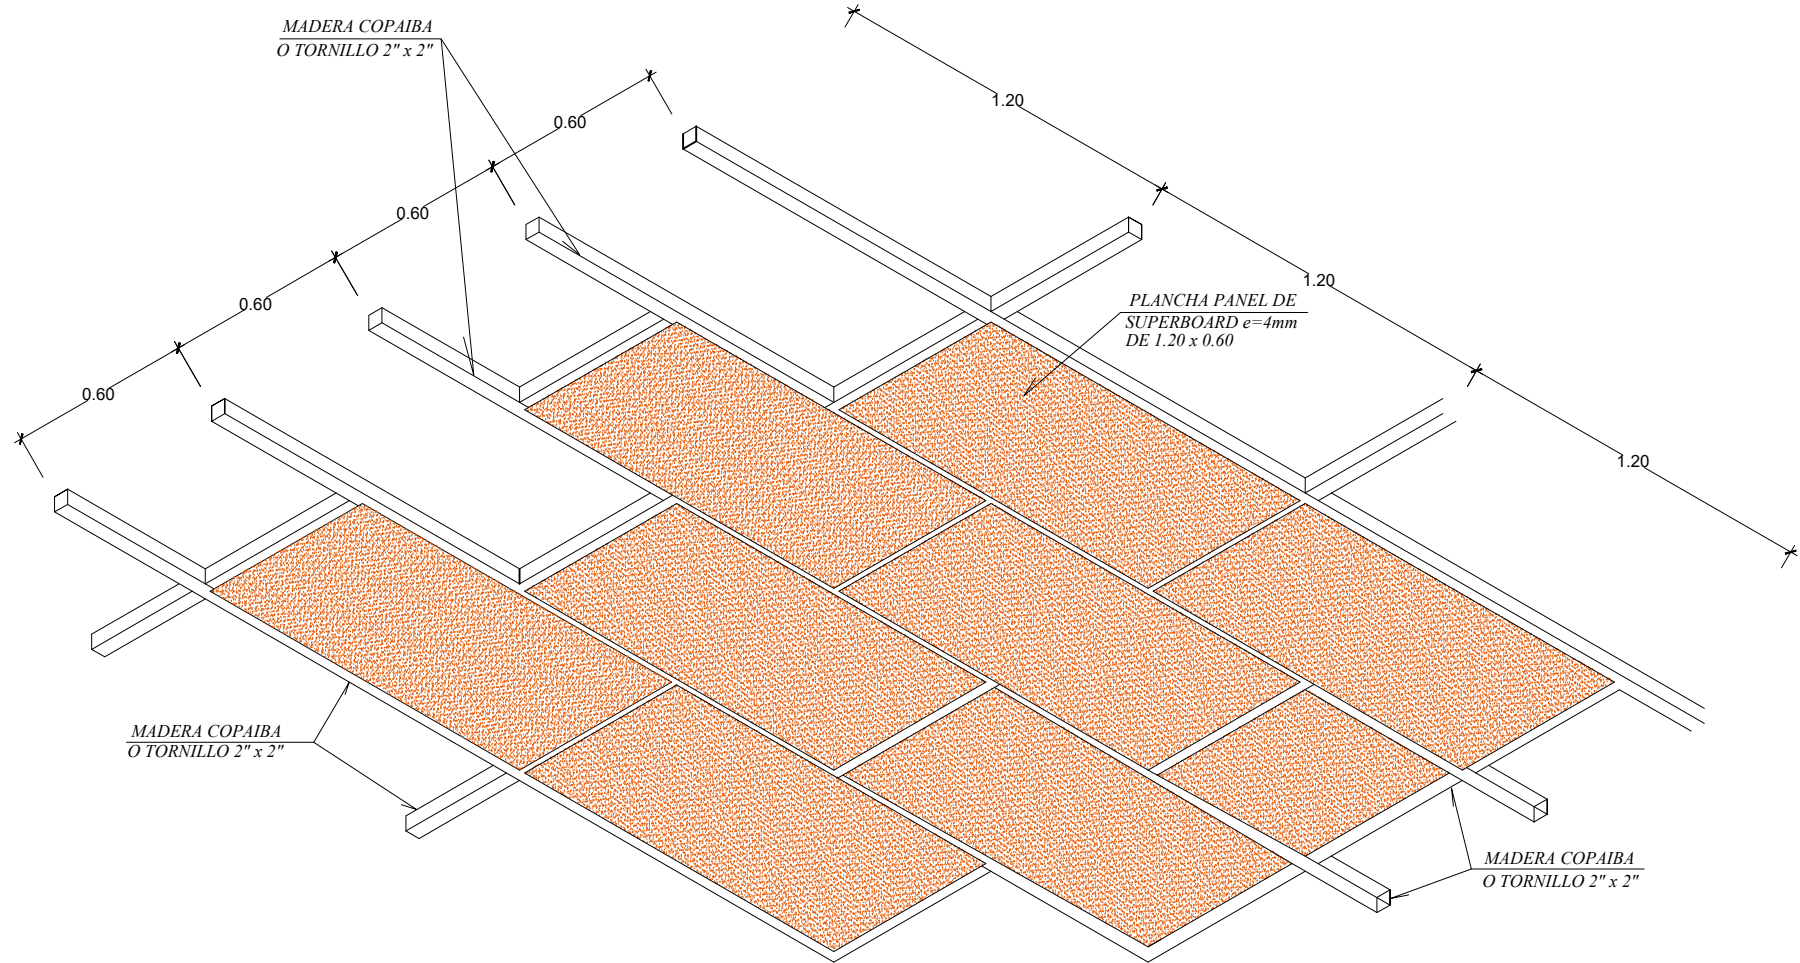 MADERA COPAIBA
O TORNILLO 2" x 2"
1.20
0.60
0.60
1.20
PLANCHA PANEL DE
SUPERBOARD e=4mm
DE 1.20 x 0.60
0.60
0.60
1.20
MADERA COPAIBA
O TORNILLO 2" x 2"
MADERA COPAIBA
O TORNILLO 2" x 2"